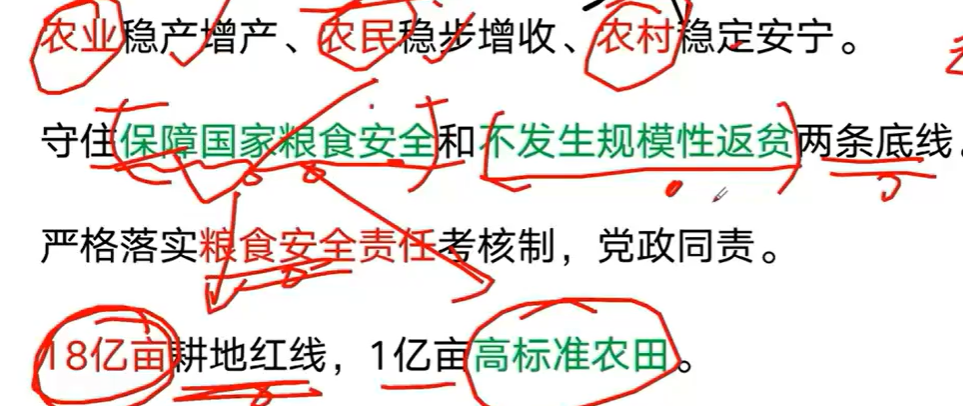 农业稳产增产、农民稳步增收、农村稳定安宁。
守住保障国家粮食安全和不发生规模性返贫两条底线。
严格落实粮食安全责任考核制，党政同责。
18亿亩耕地红线，1亿亩高标准农田。